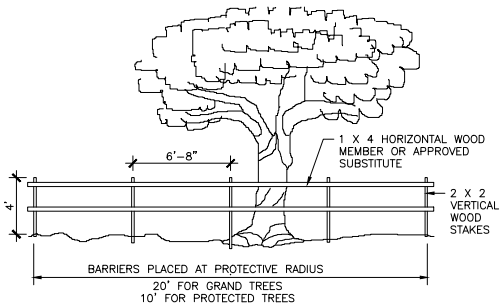 1 X 4 HORIZONTAL WOOD
MEMBER OR APPROVED
SUBSTITUTE
6'-8"
4'
2 X 2
VERTICAL
WOOD
STAKES
BARRIERS PLACED AT PROTECTIVE RADIUS
20' FOR GRAND TREES
10' FOR PROTECTED TREES